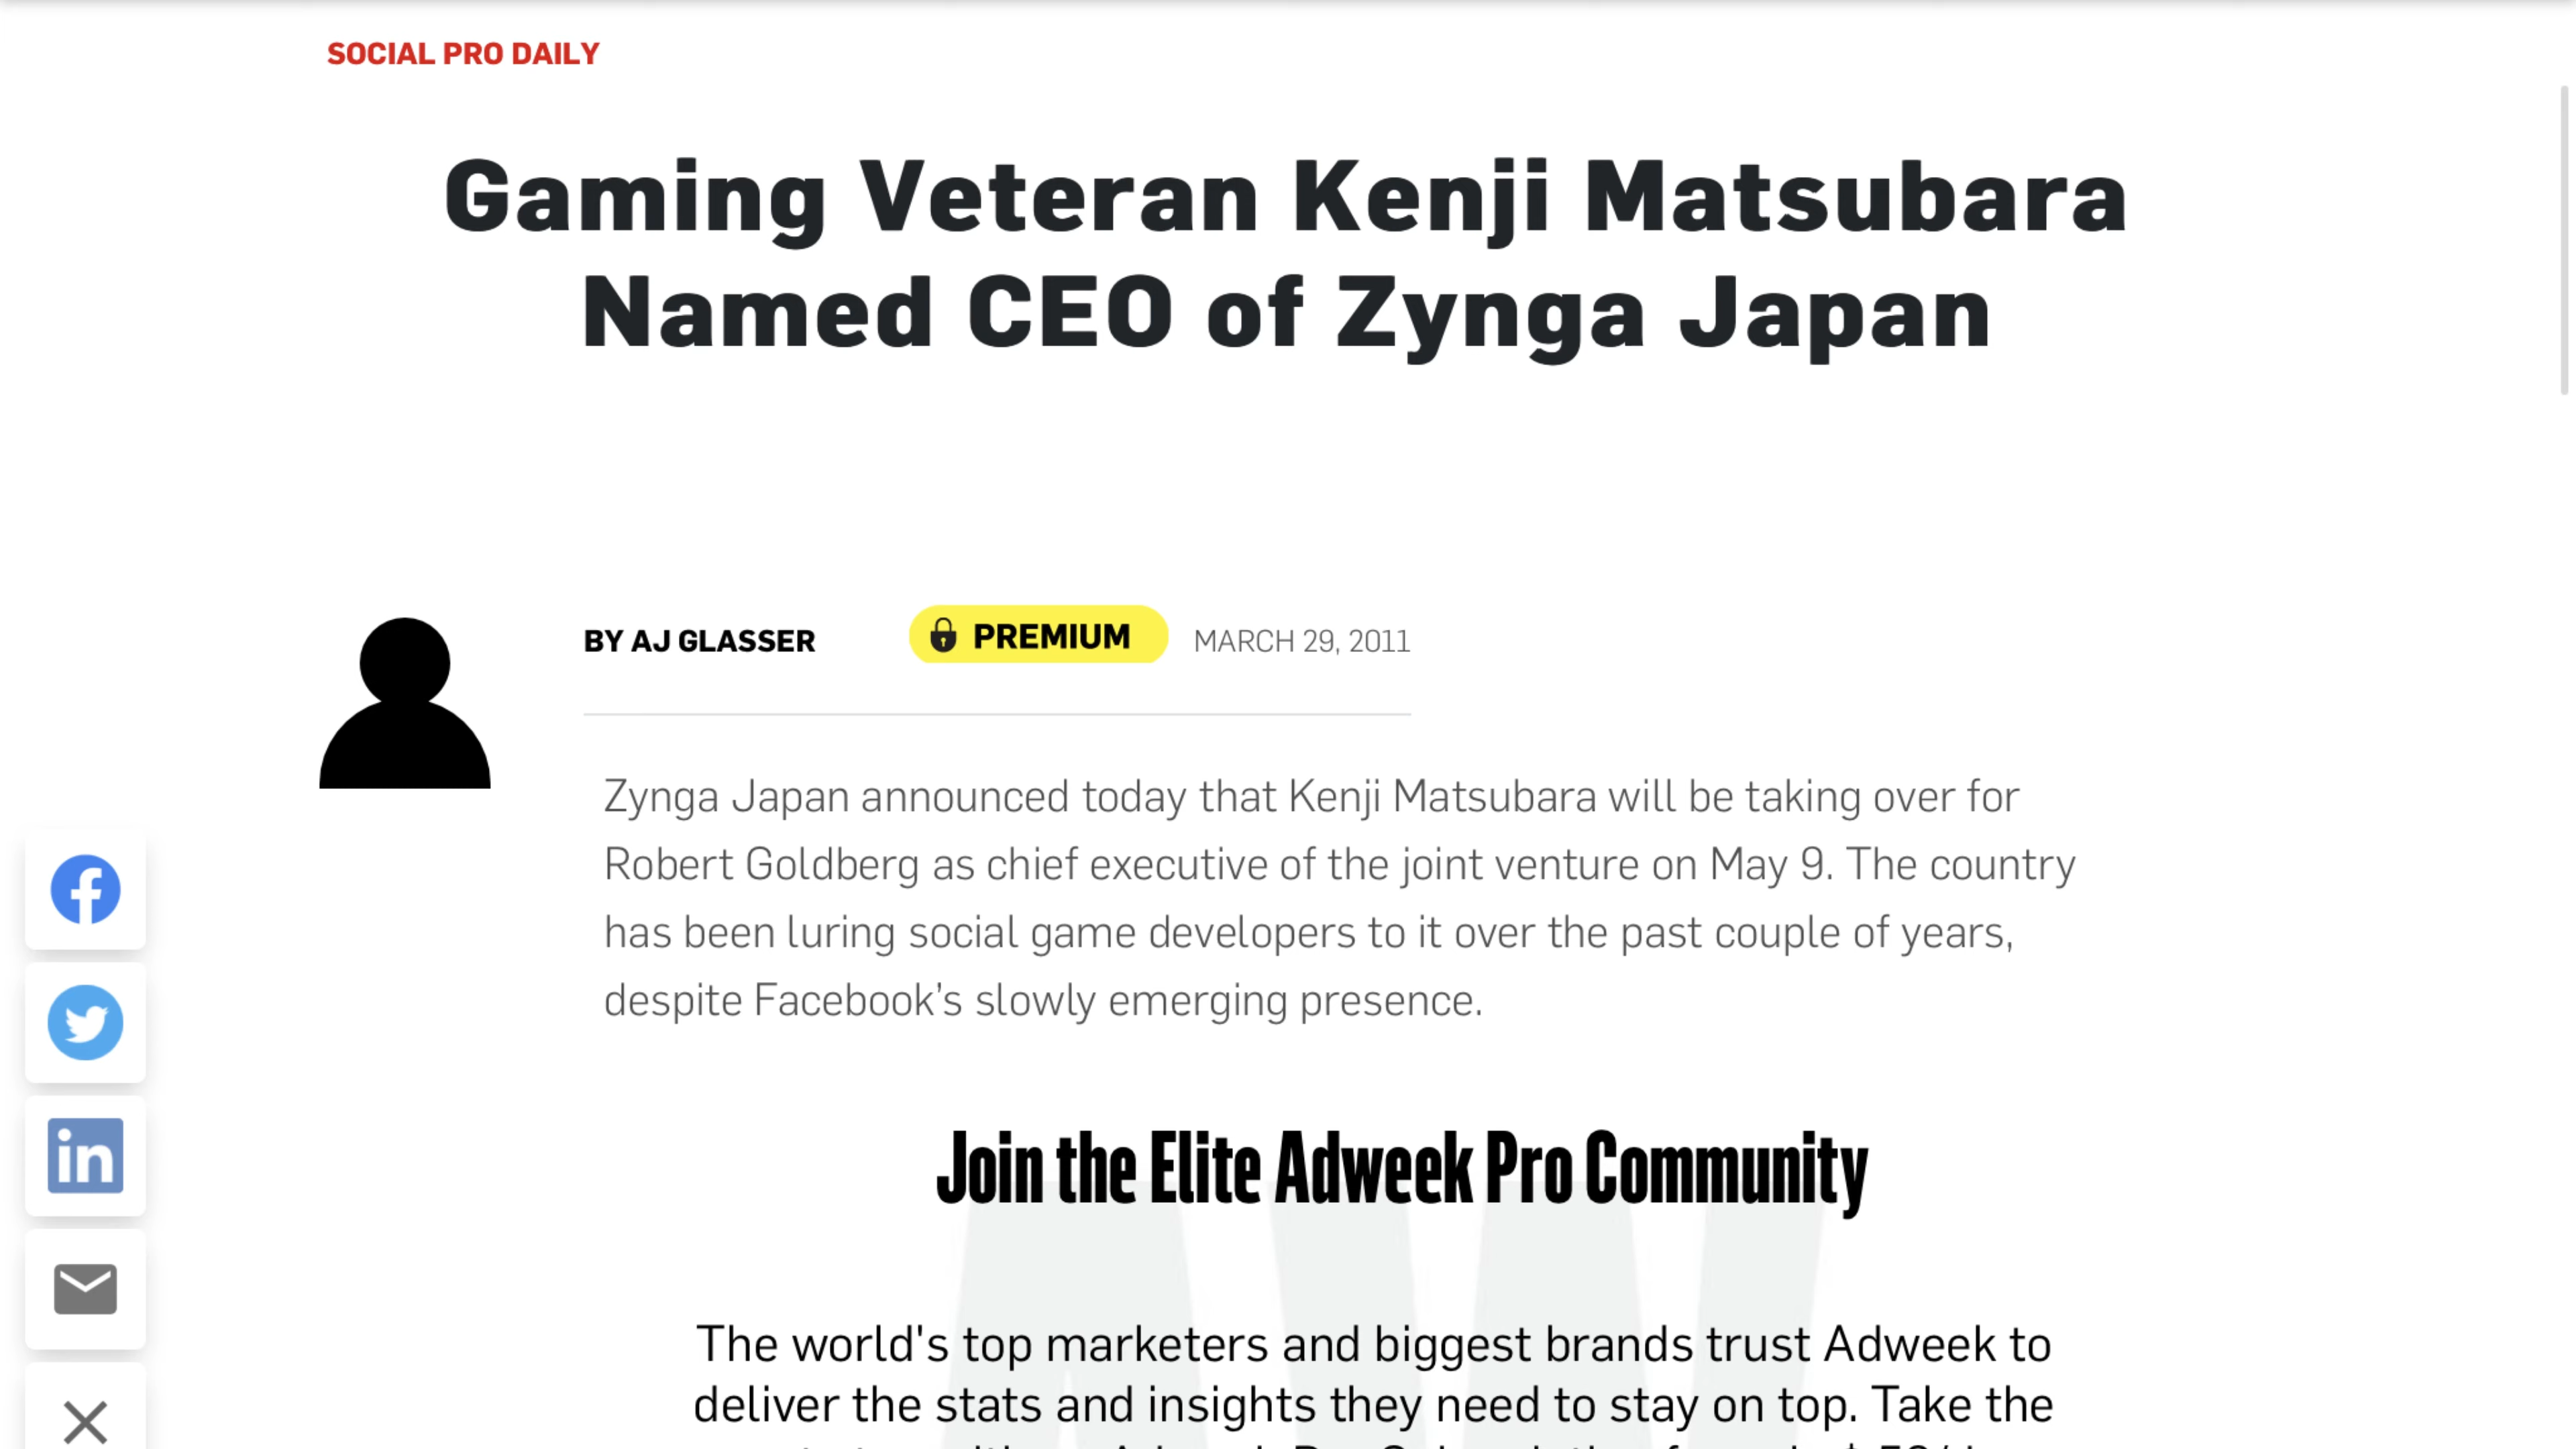 SOCIAL PRO DAILY
Gaming Veteran Kenji Matsubara
Named CEO of Zynga Japan
BY AJ GLASSER
PREMIUM
MARCH 29, 2011
Zynga Japan announced today that Kenji Matsubara will be taking over for
Robert Goldberg as chief executive of the joint venture on May 9. The country
has been luring social game developers to it over the past couple of years,
despite Facebook’s slowly emerging presence.
Join the Elite Adweek Pro Community
The world's top marketers and biggest brands trust Adweek to
deliver the stats and insights they need to stay on top. Take the